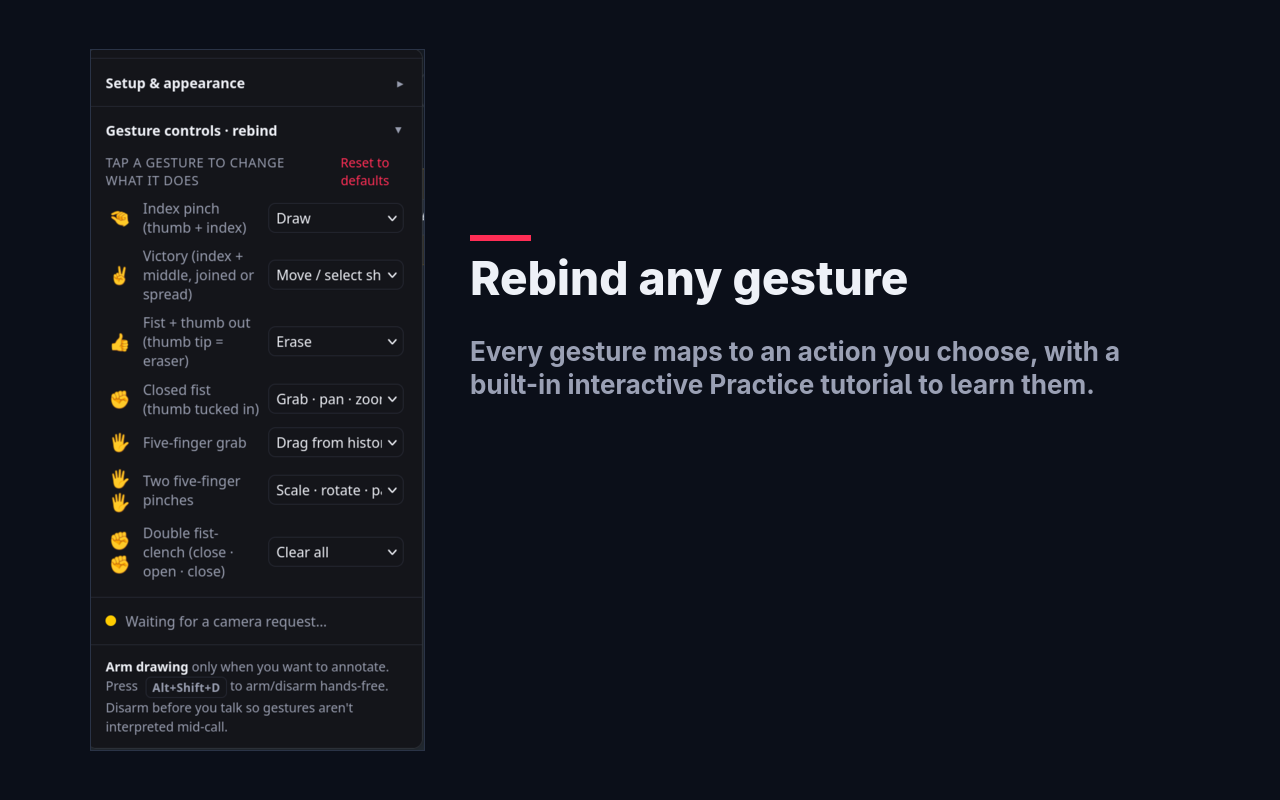 Setup & appearance
Gesture controls · rebind
TAP A GESTURE TO CHANGE
WHAT IT DOES
Reset to
defaults
Index pinch
(thumb + index)
Draw
Victory (index +
middle, joined or
spread)
Move / select sh
Fist + thumb out
(thumb tip =
eraser)
Erase
Closed fist
(thumb tucked in)
Grab · pan · zoo
Five-finger grab
Drag from histo
Two five-finger
pinches
Scale · rotate · p
Double fist-
clench (close ·
open · close)
Clear all
Waiting for a camera request...
Arm drawing only when you want to annotate.
Press Alt+Shift+D to arm/disarm hands-free.
Disarm before you talk so gestures aren't
interpreted mid-call.
Rebind any gesture
Every gesture maps to an action you choose, with a
built-in interactive Practice tutorial to learn them.